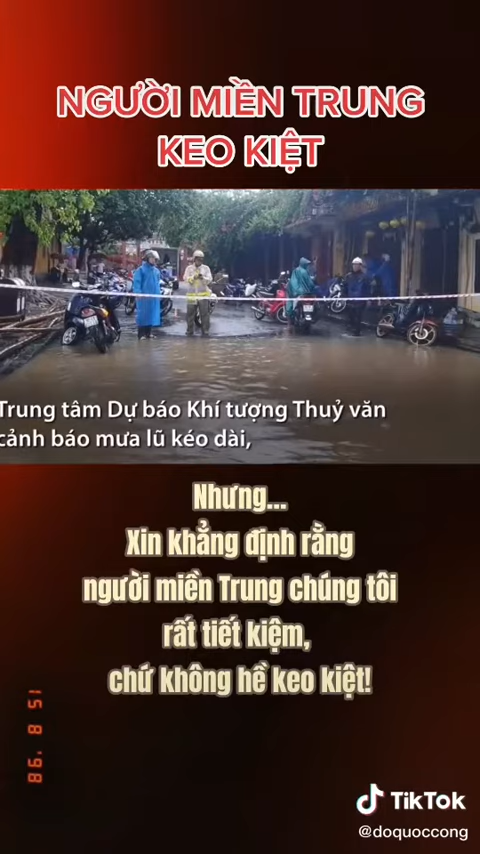 NGƯỜI MIỀN TRUNG
KEO KIỆT
Trung tâm Dự báo Khí tượng Thuỷ văn
cảnh báo mưa lũ kéo dài,
Nhưng...
Xin khẳng định rằng
người miền Trung chúng tôi
rất tiết kiệm,
chứ không hề keo kiệt!
86. 8 15
TikTok
@doquoccong